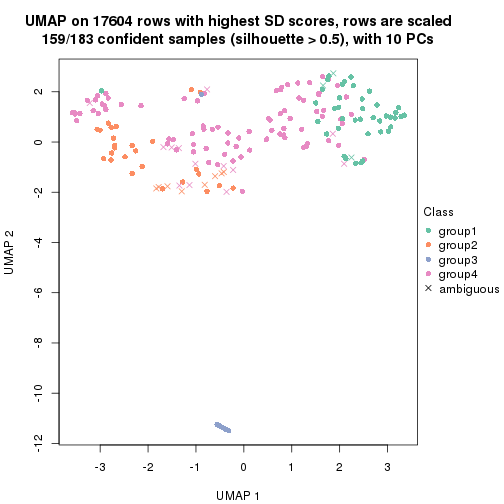 UMAP on 17604 rows with highest SD scores, rows are scaled
159/183 confident samples (silhouette > 0.5), with 10 PCs
2
0
-2
-4
-6
-8
-10
-12
UMAP 2
-3
-2
-1
0
1
2
3
UMAP 1
Class
group1
group2
group3
group4
ambiguous